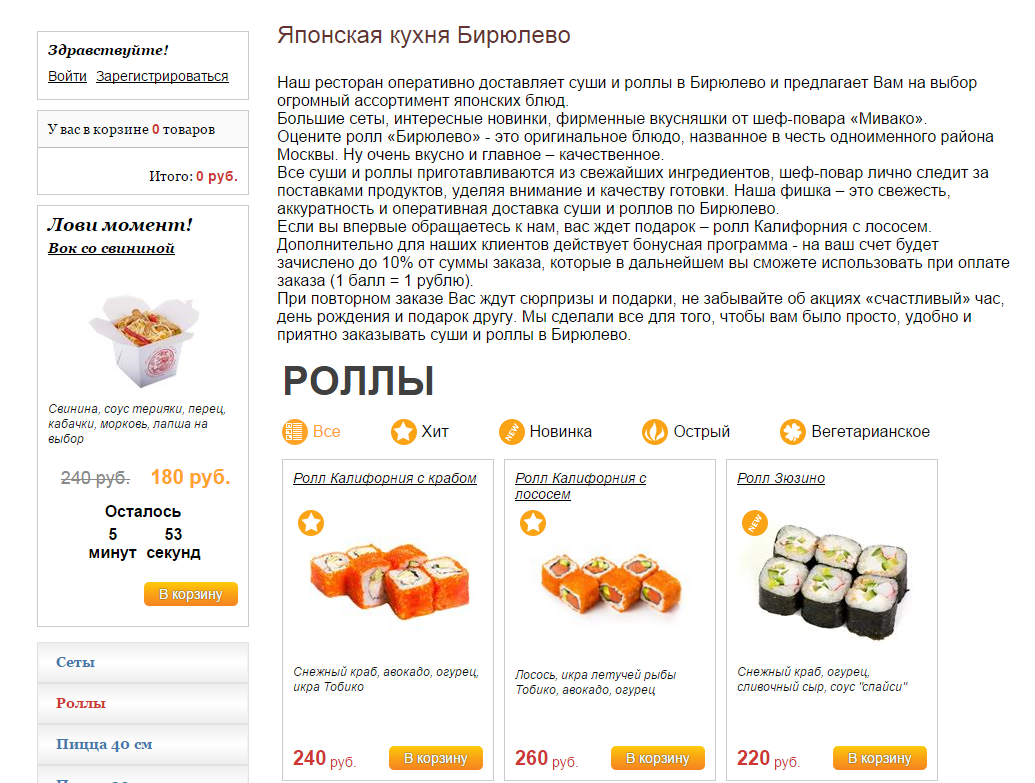 Здравствуйте!
Войти Зарегистрироваться
У вас в корзине 0 товаров
Итого: 0 руб.
Лови момент!
Вок со свининой
Свинина, соус терияки, перец,
кабачки, морковь, лапша на
выбор
240 руб. 180 руб.
Осталось
5 53
минут секунд
В корзину
Сеты
Роллы
Пицца 40 см
Японская кухня Бирюлево
Наш ресторан оперативно доставляет суши и роллы в Бирюлево и предлагает Вам на выбор
огромный ассортимент японских блюд.
Большие сеты, интересные новинки, фирменные вкусняшки от шеф-повара «Мивако».
Оцените ролл «Бирюлево» - это оригинальное блюдо, названное в честь одноименного района
Москвы. Ну очень вкусно и главное – качественное.
Все суши и роллы приготавливаются из свежайших ингредиентов, шеф-повар лично следит за
поставками продуктов, уделяя внимание и качеству готовки. Наша фишка – это свежесть,
аккуратность и оперативная доставка суши и роллов по Бирюлево.
Если вы впервые обращаетесь к нам, вас ждет подарок – ролл Калифорния с лососем.
Дополнительно для наших клиентов действует бонусная программа - на ваш счет будет
зачислено до 10% от суммы заказа, которые в дальнейшем вы сможете использовать при оплате
заказа (1 балл = 1 рублю).
При повторном заказе Вас ждут сюрпризы и подарки, не забывайте об акциях «счастливый» час,
день рождения и подарок другу. Мы сделали все для того, чтобы вам было просто, удобно и
приятно заказывать суши и роллы в Бирюлево.
РОЛЛЫ
Все Хит NEW Новинка Острый Вегетарианское
Ролл Калифорния с крабом
Снежный краб, авокадо, огурец,
икра Тобико
240 руб. В корзину
Ролл Калифорния с
лососем
Лосось, икра летучей рыбы
Тобико, авокадо, огурец
260 руб. В корзину
Ролл Зюзино
NEW
Снежный краб, огурец,
сливочный сыр, соус "спайси"
220 руб. В корзину